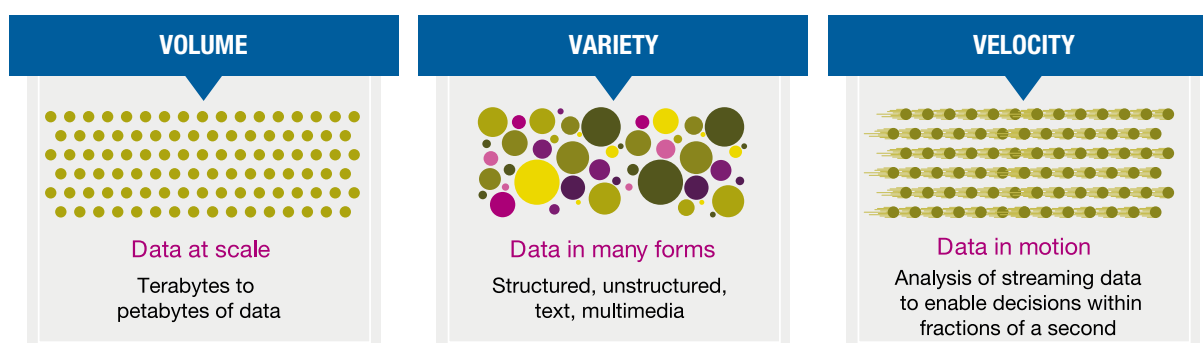 VOLUME
Data at scale
Terabytes to
petabytes of data
VARIETY
Data in many forms
Structured, unstructured,
text, multimedia
VELOCITY
Data in motion
Analysis of streaming data
to enable decisions within
fractions of a second